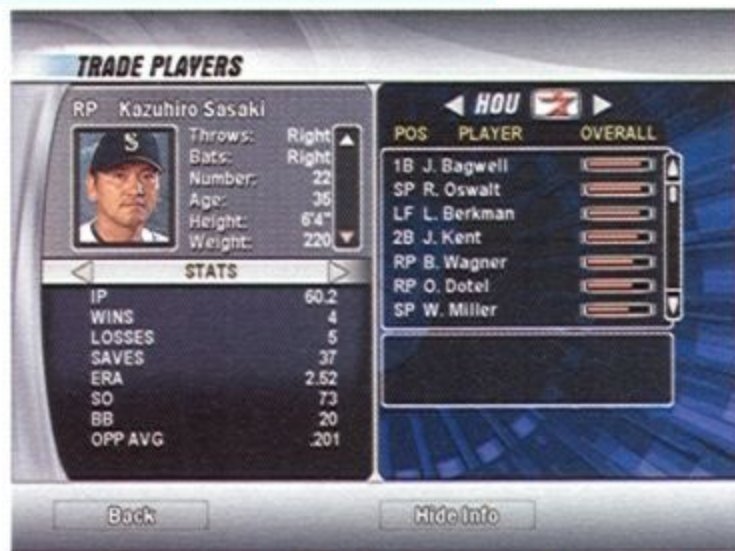 TRADE PLAYERS
RP Kazuhiro Sasaki
S
Throws: Right
Bats: Right
Number: 22
Age: 35
Height: 6'4"
Weight: 220
STATS
IP 60.2
WINS 4
LOSSES 5
SAVES 37
ERA 2.52
SO 73
BB 20
OPP AVG .201
HOU
POS PLAYER OVERALL
1B J. Bagwell
SP R. Oswalt
LF L. Berkman
2B J. Kent
RP B. Wagner
RP O. Dotel
SP W. Miller
Back
Hide Info